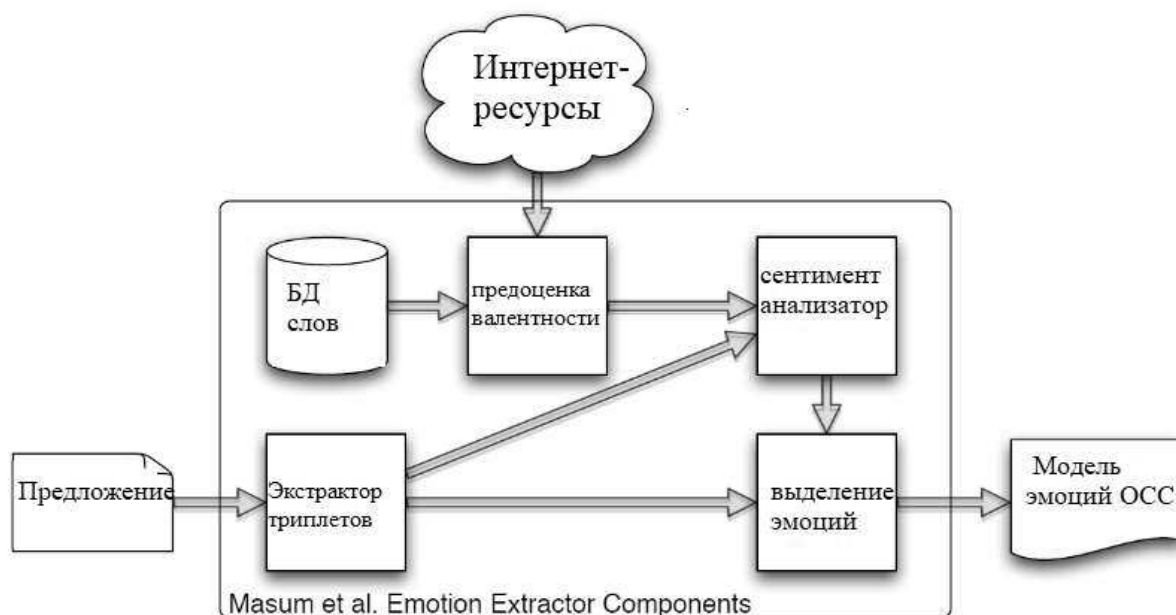 Интернет-
ресурсы
БД
слов
предоценка
валентности
сентимент
анализатор
Предложение
Экстрактор
триплетов
выделение
эмоций
Модель
эмоций ОСС
Masum et al. Emotion Extractor Components